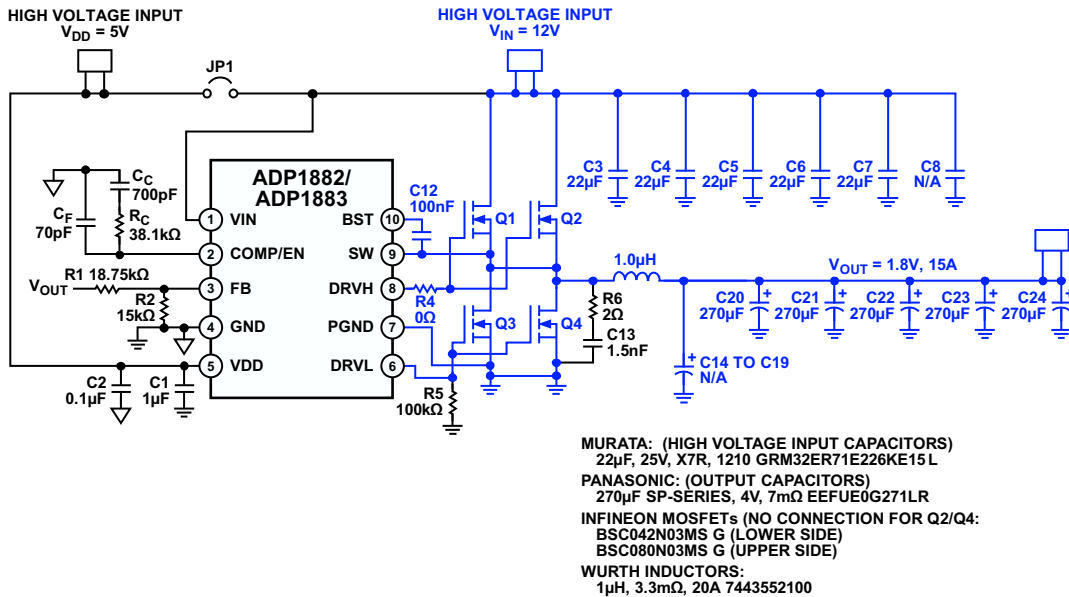 HIGH VOLTAGE INPUT
VDD = 5V
HIGH VOLTAGE INPUT
VIN = 12V
JP1
CC
700pF
CF
70pF
RC
38.1kΩ
ADP1882/
ADP1883
1 VIN
BST 10
2 COMP/EN
SW 9
3 FB
DRVH 8
4 GND
PGND 7
5 VDD
DRVL 6
C12
100nF
Q1
Q2
C3
22µF
C4
22µF
C5
22µF
C6
22µF
C7
22µF
C8
N/A
VOUT
R1 18.75kΩ
R2
15kΩ
R4
0Ω
Q3
Q4
1.0µH
R6
2Ω
C13
1.5nF
VOUT = 1.8V, 15A
C20
270µF
+
C21
270µF
+
C22
270µF
+
C23
270µF
+
C24
270µF
+
+
C14 TO C19
N/A
C2
0.1µF
C1
1µF
R5
100kΩ
MURATA: (HIGH VOLTAGE INPUT CAPACITORS)
22µF, 25V, X7R, 1210 GRM32ER71E226KE15L
PANASONIC: (OUTPUT CAPACITORS)
270µF SP-SERIES, 4V, 7mΩ EEFUE0G271LR
INFINEON MOSFETs (NO CONNECTION FOR Q2/Q4:
BSC042N03MS G (LOWER SIDE)
BSC080N03MS G (UPPER SIDE)
WURTH INDUCTORS:
1µH, 3.3mΩ, 20A 7443552100